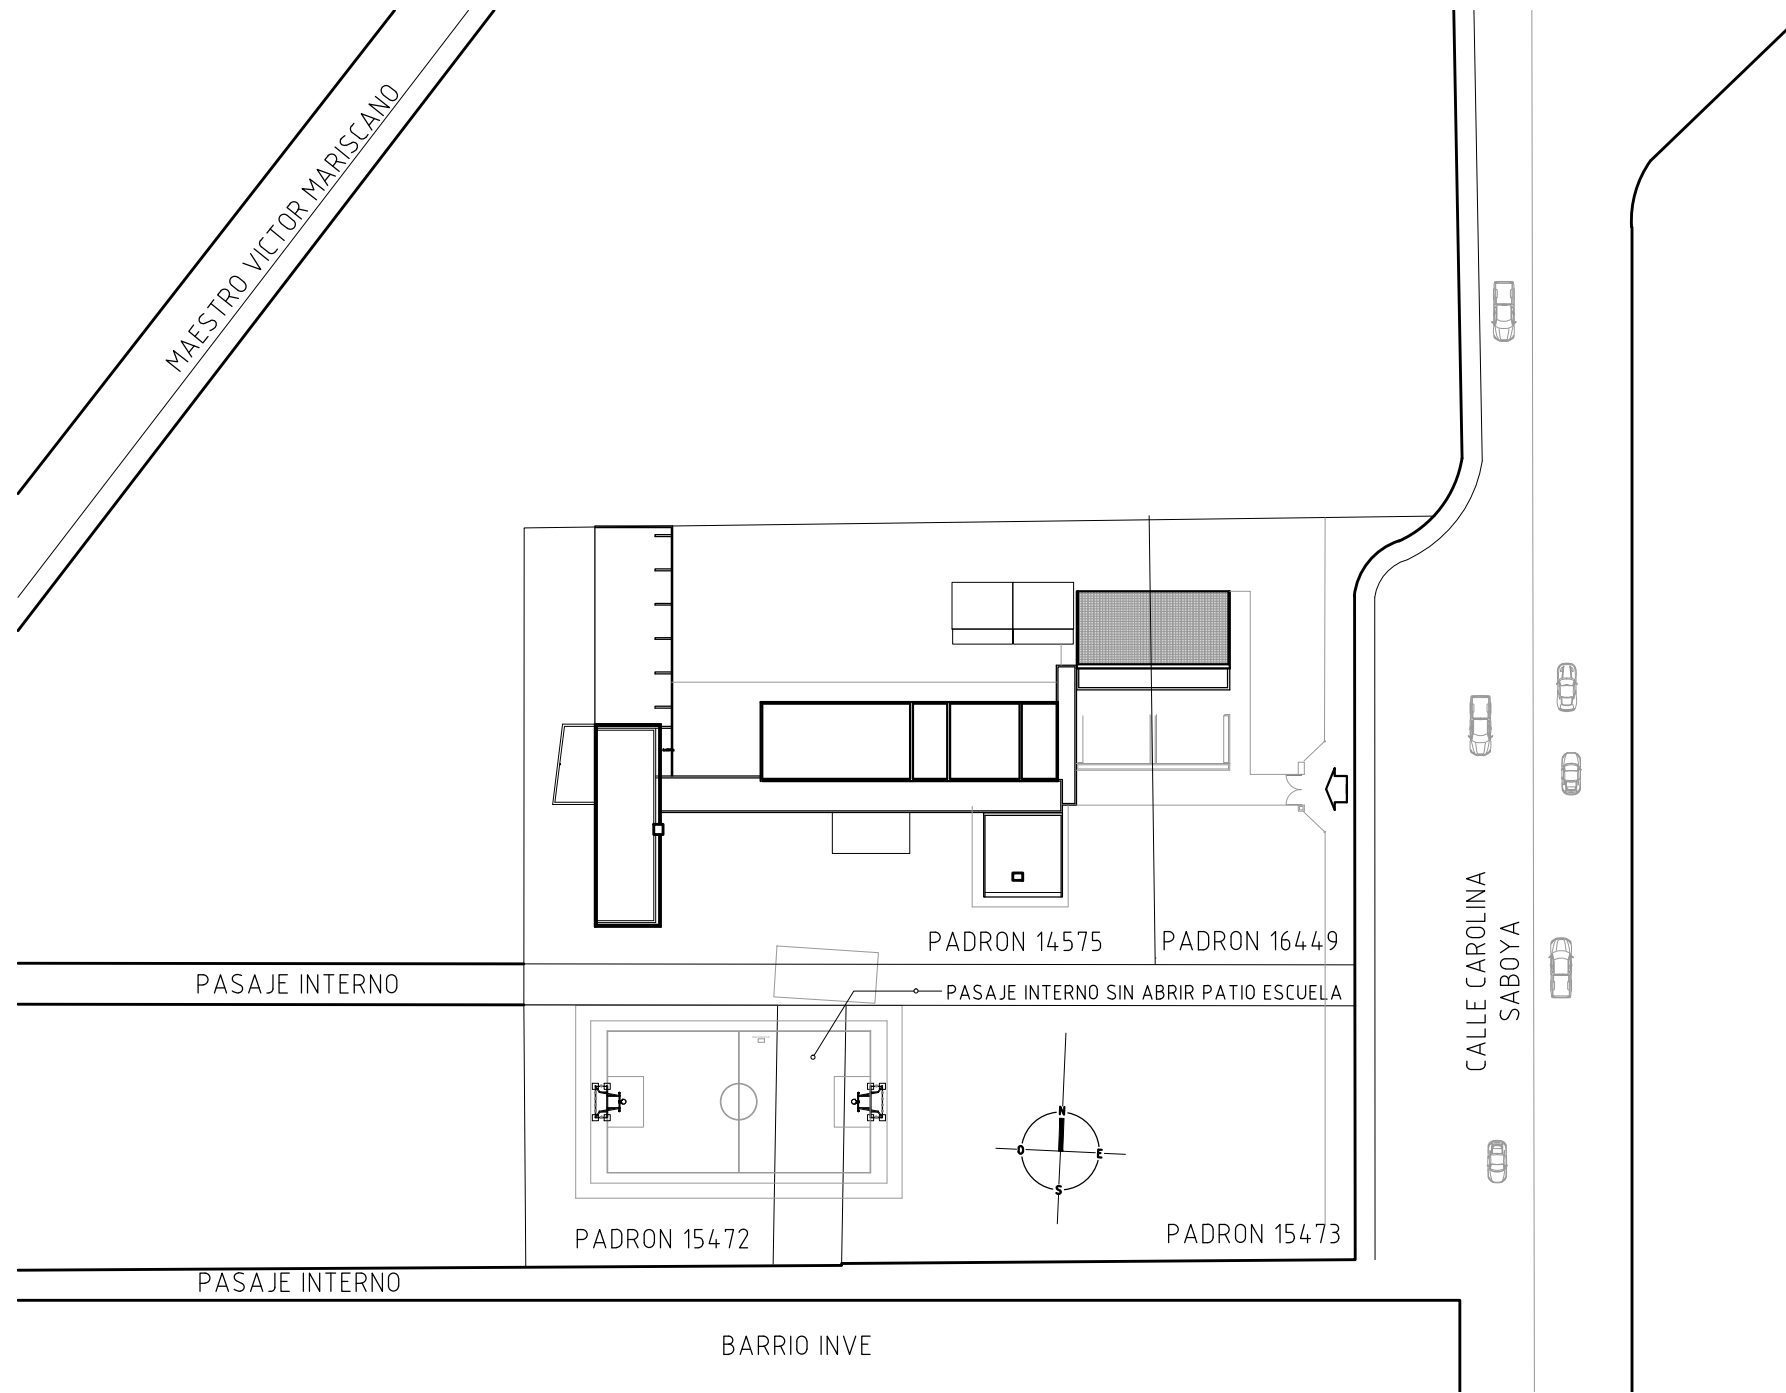 MAESTRO VICTOR MARISCANO
PADRON 14575
PADRON 16449
PASAJE INTERNO
PASAJE INTERNO SIN ABRIR PATIO ESCUELA
CALLE CAROLINA
SABOYA
N
O
E
S
PADRON 15472
PADRON 15473
PASAJE INTERNO
BARRIO INVE